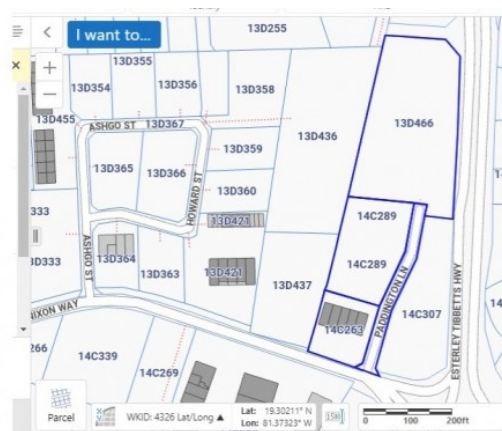 I want to...
13D255
13D355
13D354
13D356
13D358
13D455
ASHGO ST
13D367
13D436
13D466
13D359
13D365
13D366
HOWARD ST
13D360
333
14C289
13D421
ASHGO ST
13D333
13D364
13D363
13D421
14C289
PADDINGTON LN
ESTERLEY TIBBETTS HWY
13D437
NIXON WAY
14C263
14C307
266
14C339
14C269
Parcel
WKID: 4326 Lat/Long
Lat: 19.30211° N
Lon: 81.37323° W
0 100 200ft